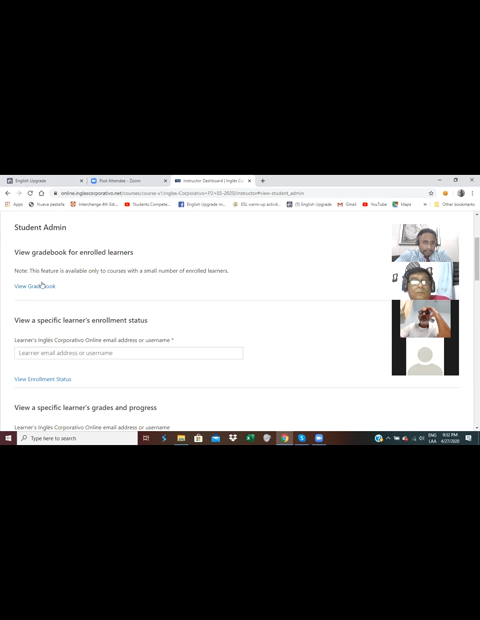 English Upgrade
Post Attendee - Zoom
Instructor Dashboard | Inglés Co
online.inglescorporativo.net/courses/course-v1:Ingles-Corporativo+P2+03-2020/instructor#view-student_admin
Apps
Nueva pestaña
Interchange 4th Edi...
Students Compete...
English Upgrade in...
ESL warm-up activit...
(5) English Upgrade
Gmail
YouTube
Maps
Other bookmarks
Student Admin
View gradebook for enrolled learners
Note: This feature is available only to courses with a small number of enrolled learners.
View Gradebook
View a specific learner's enrollment status
Learner's Inglés Corporativo Online email address or username *
Learner email address or username
View Enrollment Status
View a specific learner's grades and progress
Learner's Inglés Corporativo Online email address or username
Type here to search
ENG
LAA
9:32 PM
4/27/2020